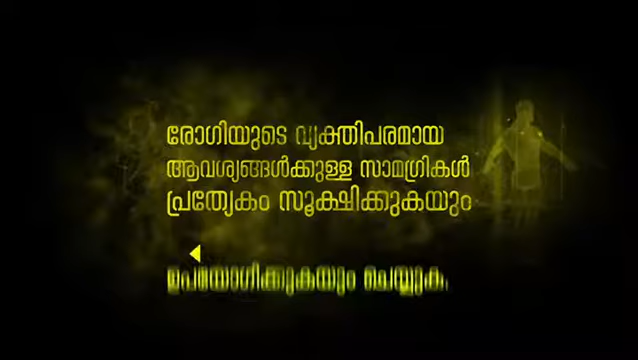 രോഗിയുടെ വ്യക്തിപരമായ
ആവശ്യങ്ങൾക്കുള്ള സാമഗ്രികൾ
പ്രത്യേകം സൂക്ഷിക്കുകയും
ഉപയോഗിക്കുകയും ചെയ്യുക